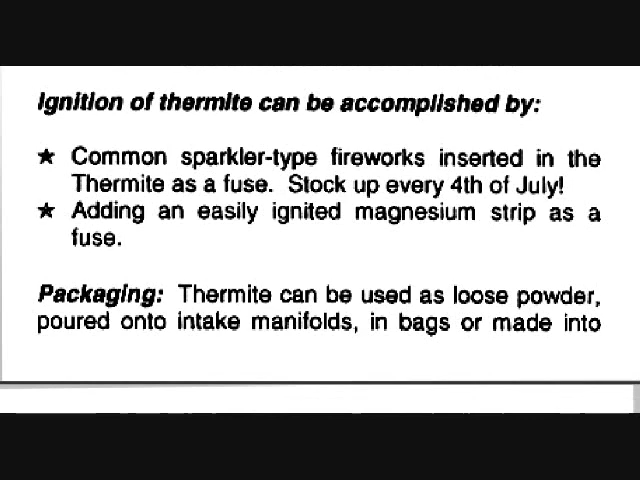 Ignition of thermite can be accomplished by:
★ Common sparkler-type fireworks inserted in the
Thermite as a fuse. Stock up every 4th of July!
★ Adding an easily ignited magnesium strip as a
fuse.
Packaging: Thermite can be used as loose powder,
poured onto intake manifolds, in bags or made into